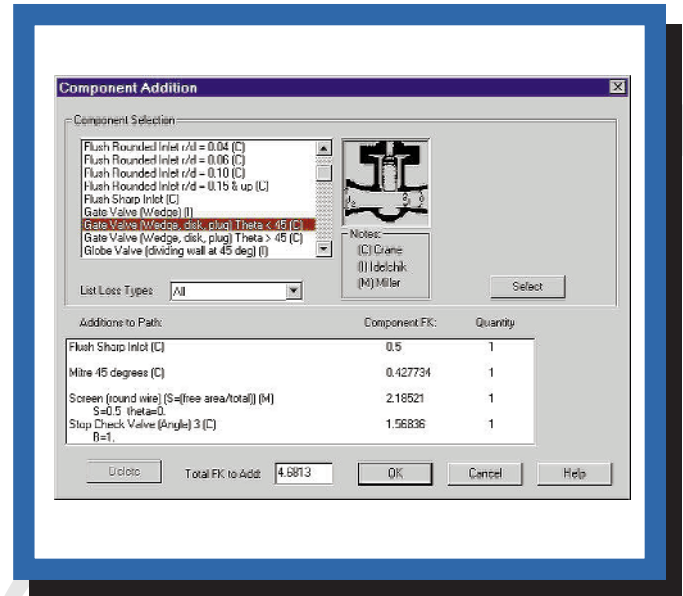 Component Addition
Component Selection
Flush Rounded Inlet r/d = 0.04 (C)
Flush Rounded Inlet r/d = 0.06 (C)
Flush Rounded Inlet r/d = 0.10 (C)
Flush Rounded Inlet r/d = 0.15 & up (C)
Flush Sharp Inlet (C)
Gate Valve (Wedge) (I)
Gate Valve (Wedge, disk, plug) Theta < 45 (C)
Gate Valve (Wedge, disk, plug) Theta > 45 (C)
Globe Valve (dividing wall at 45 deg) (I)
Notes:
(C) Crane
(I) Idelchik
(M) Miller
List Loss Types:
All
Select
Additions to Path:
Component FK:
Quantity
Flush Sharp Inlet (C) 0.5 1
Mitre 45 degrees (C) 0.427734 1
Screen (round wire) (S=(free area/total)) (M) 2.18521 1
S=0.5 theta=0.
Stop Check Valve (Angle) 3 (C) 1.56836 1
B=1.
Delete
Total FK to Add:
4.6813
OK
Cancel
Help